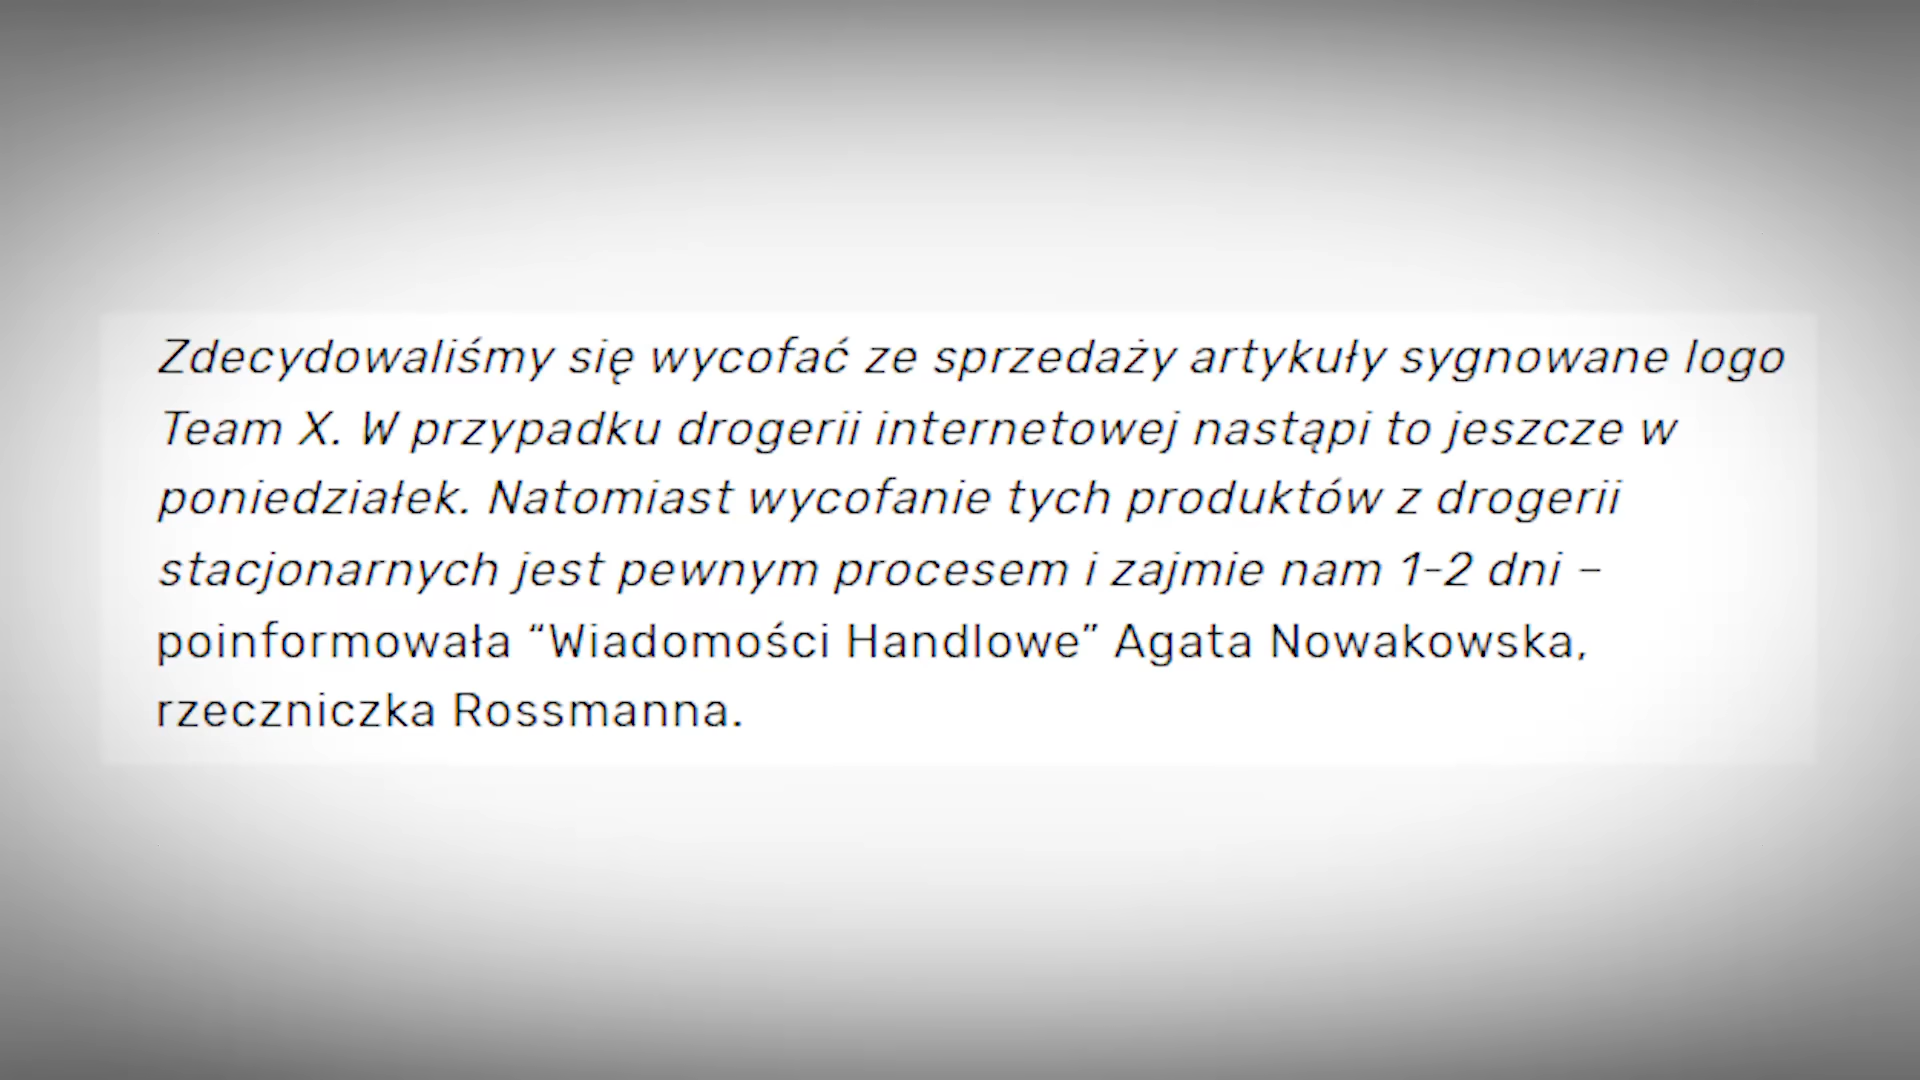 Zdecydowaliśmy się wycofać ze sprzedaży artykuły sygnowane logo
Team X. W przypadku drogerii internetowej nastąpi to jeszcze w
poniedziałek. Natomiast wycofanie tych produktów z drogerii
stacjonarnych jest pewnym procesem i zajmie nam 1-2 dni –
poinformowała “Wiadomości Handlowe” Agata Nowakowska,
rzeczniczka Rossmanna.